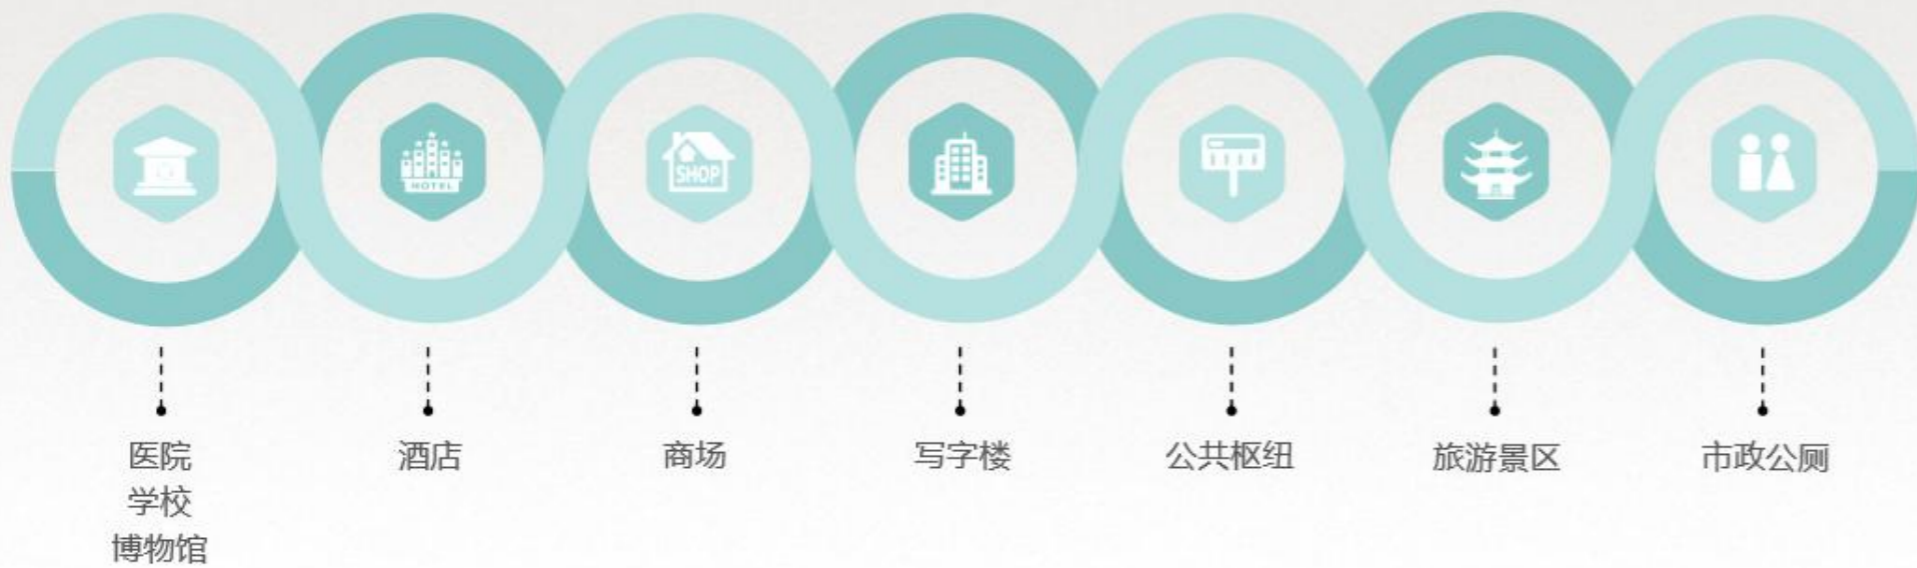 HOTEL
SHOP
医院
学校
博物馆
酒店
商场
写字楼
公共枢纽
旅游景区
市政公厕